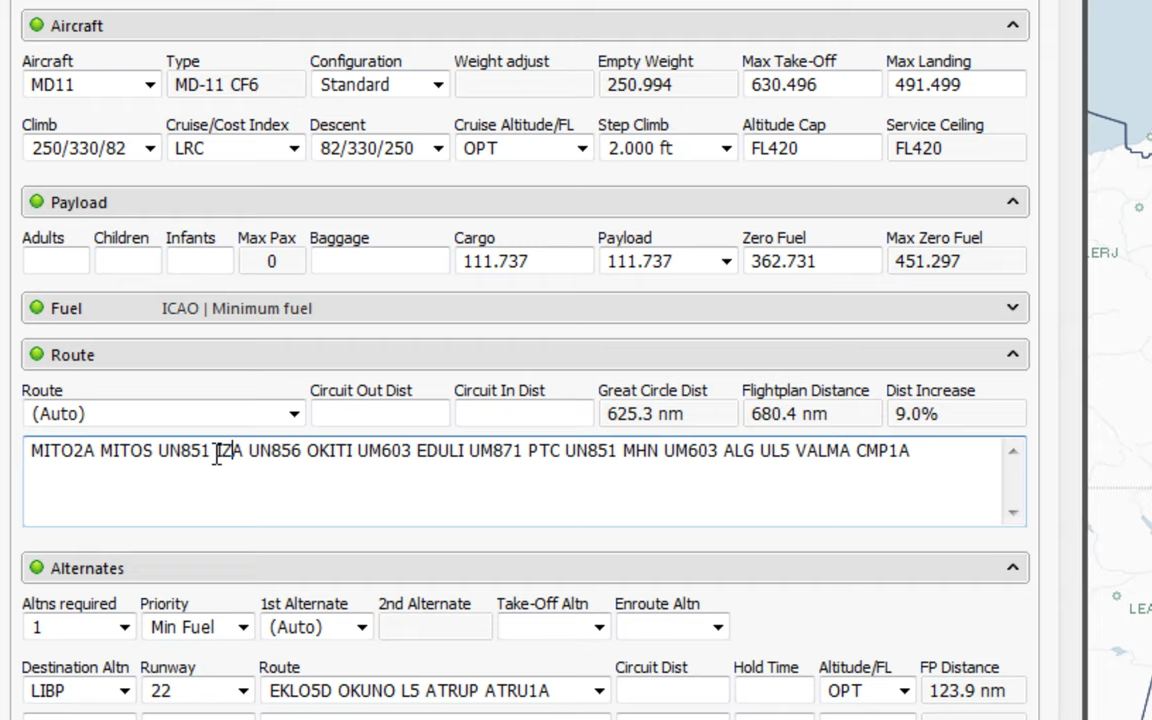 Aircraft
Aircraft Type Configuration Weight adjust Empty Weight Max Take-Off Max Landing
MD11 MD-11 CF6 Standard 250.994 630.496 491.499
Climb Cruise/Cost Index Descent Cruise Altitude/FL Step Climb Altitude Cap Service Ceiling
250/330/82 LRC 82/330/250 OPT 2.000 ft FL420 FL420
Payload
Adults Children Infants Max Pax Baggage Cargo Payload Zero Fuel Max Zero Fuel
0 111.737 111.737 362.731 451.297
Fuel ICAO | Minimum fuel
Route
Route Circuit Out Dist Circuit In Dist Great Circle Dist Flightplan Distance Dist Increase
(Auto) 625.3 nm 680.4 nm 9.0%
MITO2A MITOS UN851 IZA UN856 OKITI UM603 EDULI UM871 PTC UN851 MHN UM603 ALG UL5 VALMA CMP1A
Alternates
Altns required Priority 1st Alternate 2nd Alternate Take-Off Altn Enroute Altn
1 Min Fuel (Auto)
Destination Altn Runway Route Circuit Dist Hold Time Altitude/FL FP Distance
LIBP 22 EKLO5D OKUNO L5 ATRUP ATRU1A OPT 123.9 nm